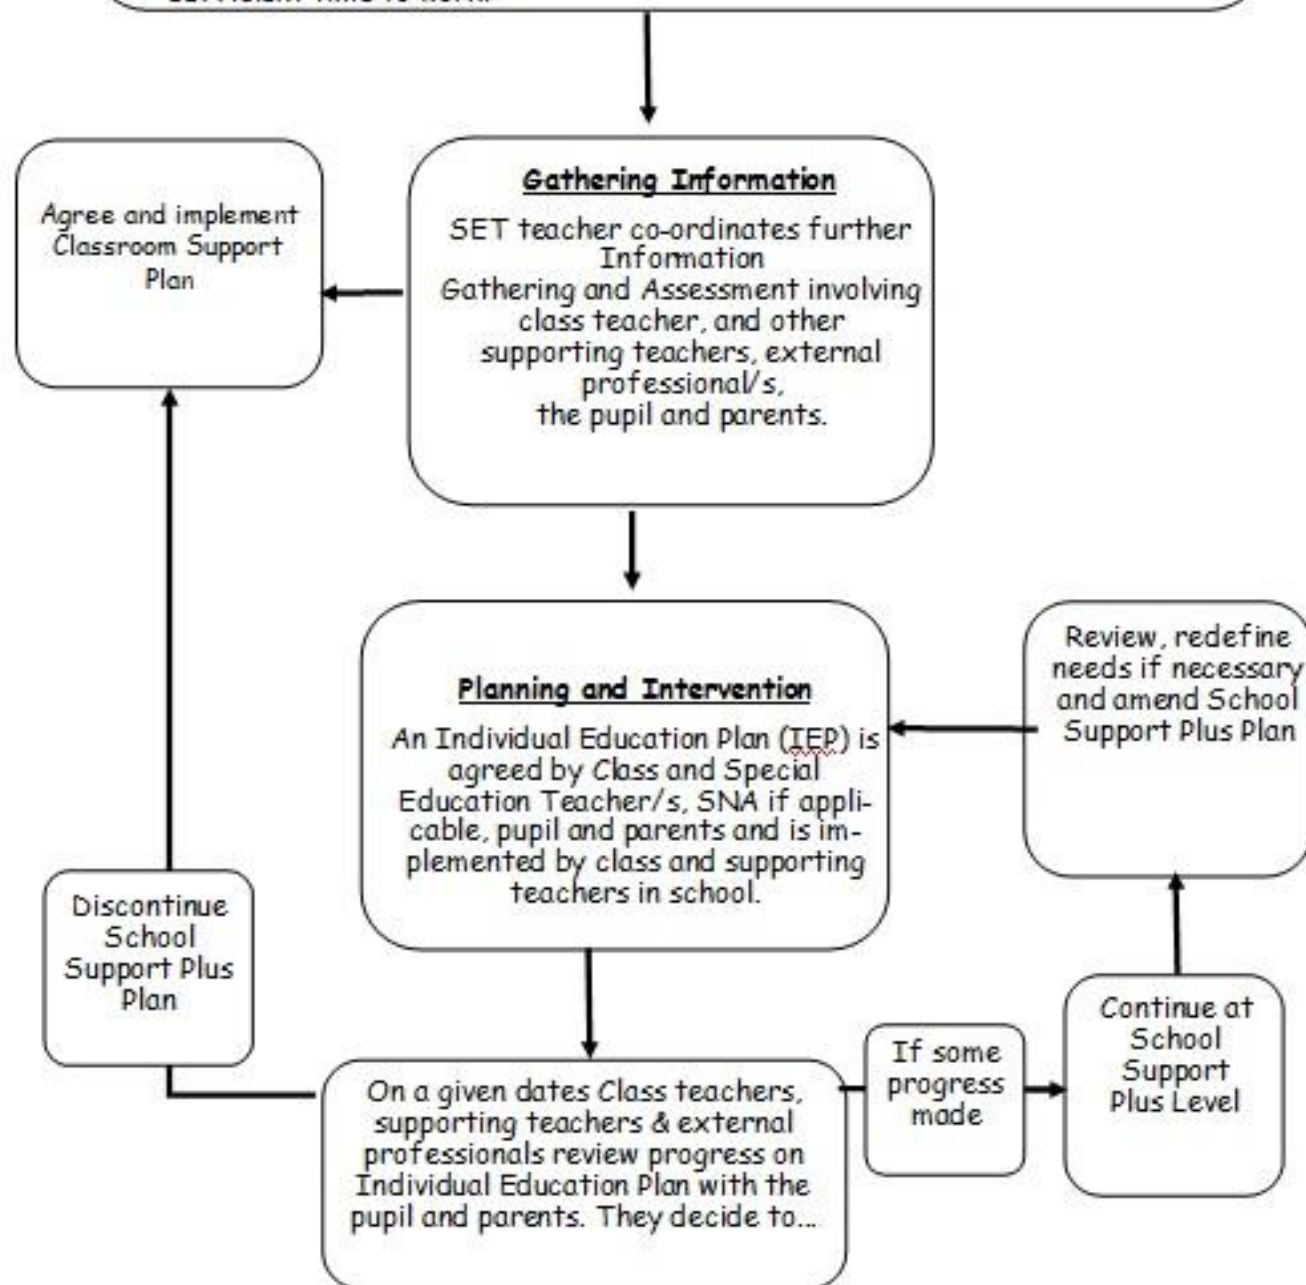 Gathering Information
SET teacher co-ordinates further
Information
Gathering and Assessment involving
class teacher, and other
supporting teachers, external
professional/s,
the pupil and parents.
Agree and implement
Classroom Support
Plan
Planning and Intervention
An Individual Education Plan (IEP) is
agreed by Class and Special
Education Teacher/s, SNA if appli-
cable, pupil and parents and is im-
plemented by class and supporting
teachers in school.
Review, redefine
needs if necessary
and amend School
Support Plus Plan
Discontinue
School
Support Plus
Plan
On a given dates Class teachers,
supporting teachers & external
professionals review progress on
Individual Education Plan with the
pupil and parents. They decide to...
If some
progress
made
Continue at
School
Support
Plus Level